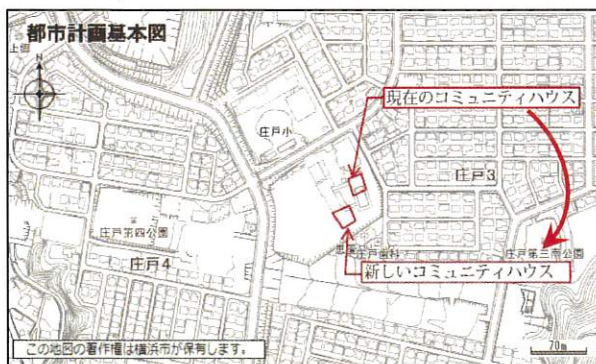 都市計画基本図
上郷
現在のコミュニティハウス
庄戸小
庄戸3
庄戸第四公園
庄戸歯科
庄戸第三南公園
庄戸4
新しいコミュニティハウス
この地図の著作権は横浜市が保有します。
70m